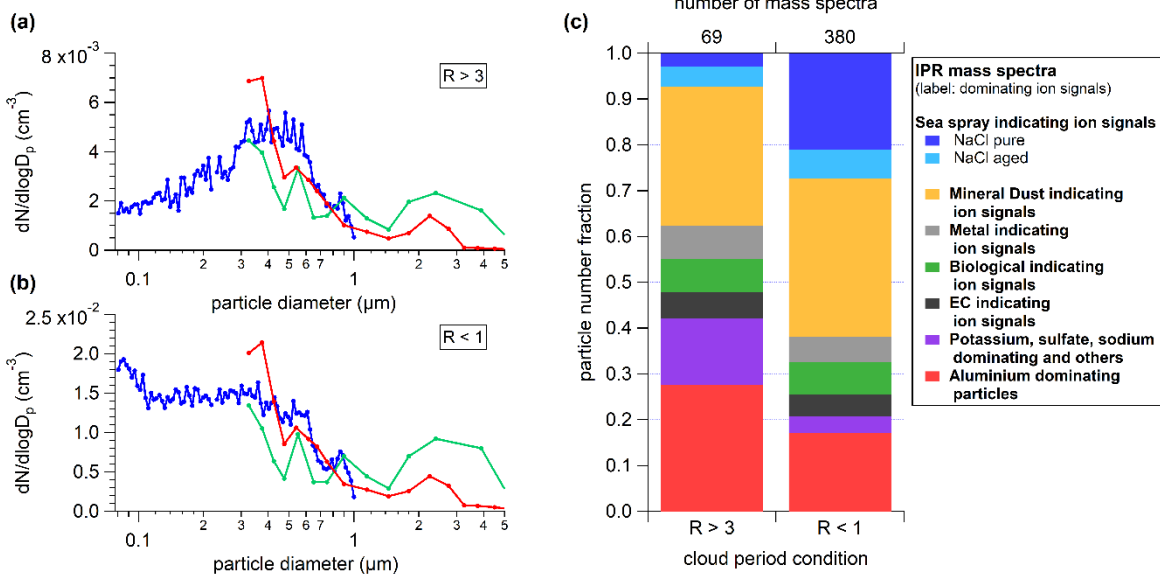 (a)
8 x10⁻³
6
4
2
0
dN/dlogDₚ (cm⁻³)
R > 3
0.1
2
3
4
5
6
7
1
2
3
4
5
particle diameter (µm)
(b)
2.5 x10⁻²
2.0
1.5
1.0
0.5
0.0
dN/dlogDₚ (cm⁻³)
R < 1
0.1
2
3
4
5
6
7
1
2
3
4
5
particle diameter (µm)
(c)
number of mass spectra
69
380
1.0
0.9
0.8
0.7
0.6
0.5
0.4
0.3
0.2
0.1
0.0
particle number fraction
R > 3
R < 1
cloud period condition
IPR mass spectra
(label: dominating ion signals)
Sea spray indicating ion signals
NaCl pure
NaCl aged
Mineral Dust indicating
ion signals
Metal indicating
ion signals
Biological indicating
ion signals
EC indicating
ion signals
Potassium, sulfate, sodium
dominating and others
Aluminium dominating
particles